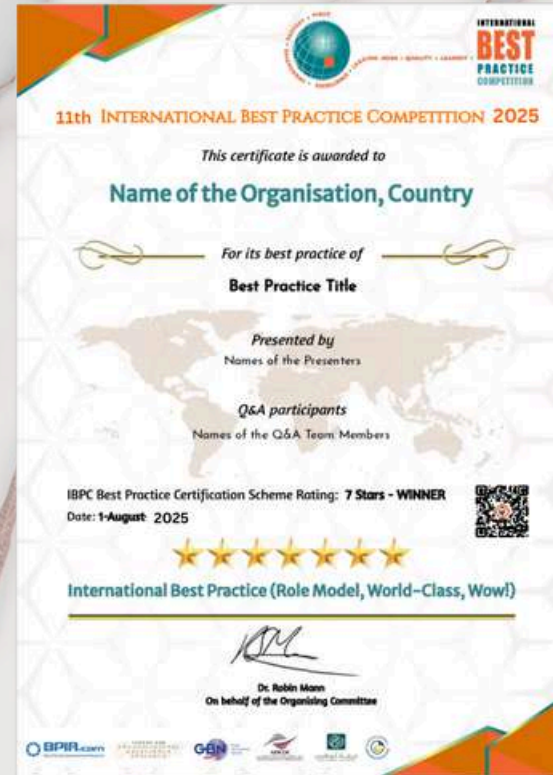 INTERNATIONAL
BEST
PRACTICE
COMPETITION
11th INTERNATIONAL BEST PRACTICE COMPETITION 2025
This certificate is awarded to
Name of the Organisation, Country
For its best practice of
Best Practice Title
Presented by
Names of the Presenters
Q&A participants
Names of the Q&A Team Members
IBPC Best Practice Certification Scheme Rating: 7 Stars - WINNER
Date: 1-August 2025
International Best Practice (Role Model, World-Class, Wow!)
Dr. Robin Mann
On behalf of the Organising Committee
BPIR.com
GBN